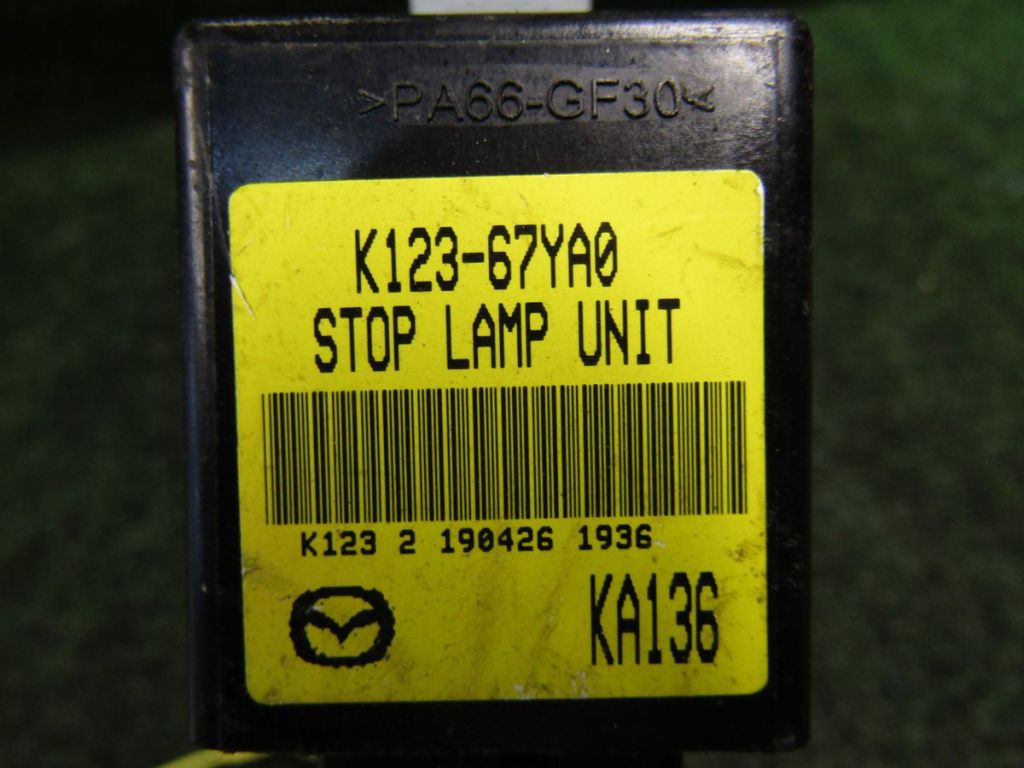 >PA66-GF30<
K123-67YA0
STOP LAMP UNIT
K123 2 190426 1936
KA136